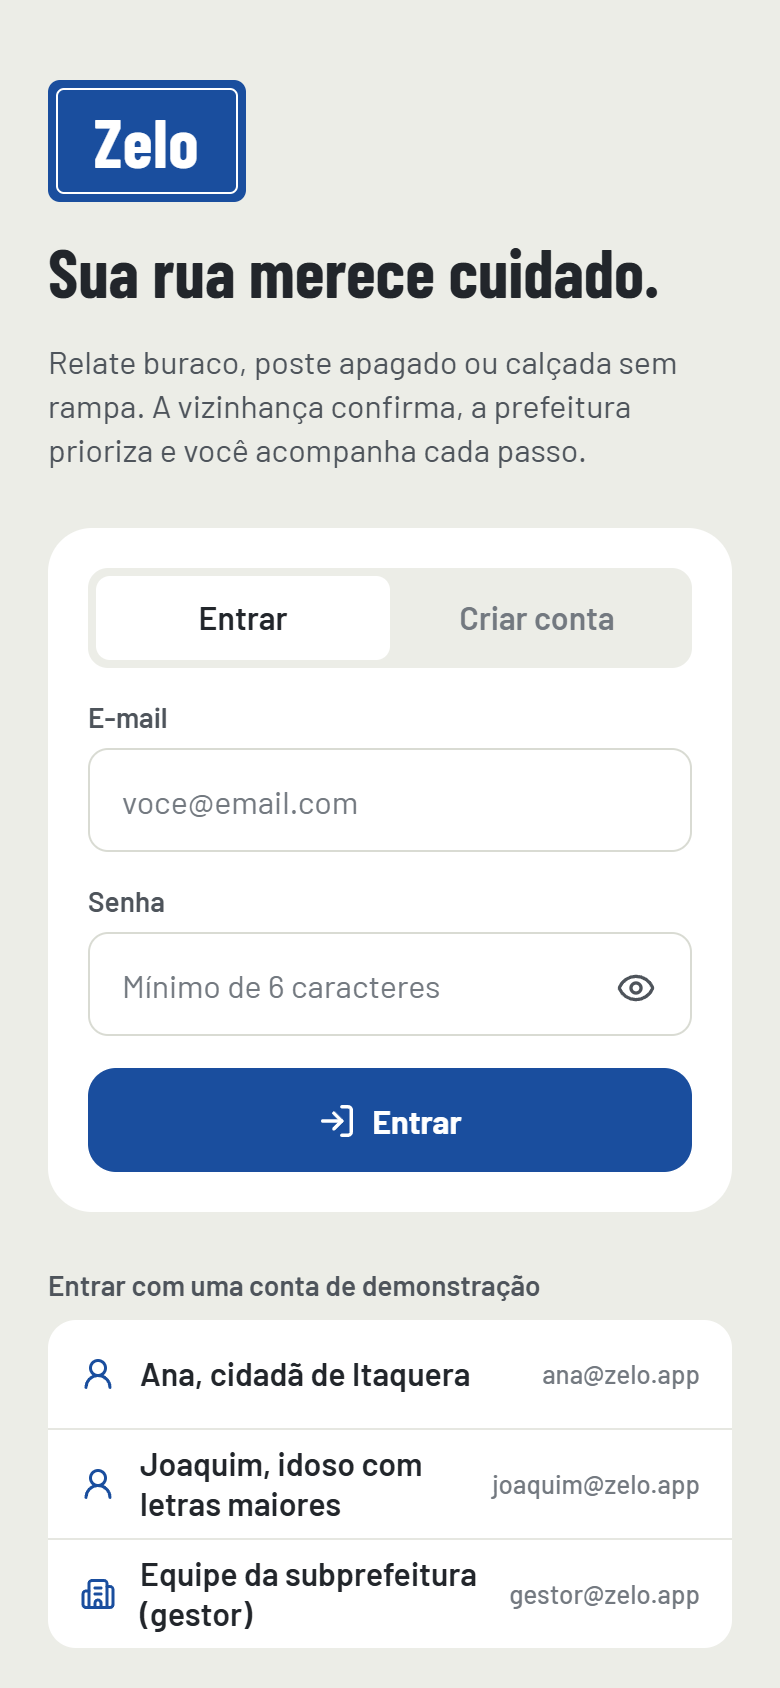 Zelo
Sua rua merece cuidado.
Relate buraco, poste apagado ou calçada sem
rampa. A vizinhança confirma, a prefeitura
prioriza e você acompanha cada passo.
Entrar
Criar conta
E-mail
voce@email.com
Senha
Mínimo de 6 caracteres
Entrar
Entrar com uma conta de demonstração
Ana, cidadã de Itaquera
ana@zelo.app
Joaquim, idoso com
letras maiores
joaquim@zelo.app
Equipe da subprefeitura
(gestor)
gestor@zelo.app